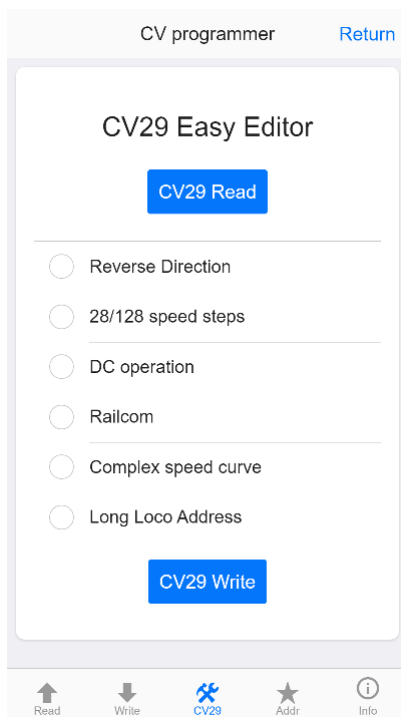 CV programmer Return
CV29 Easy Editor
CV29 Read
Reverse Direction
28/128 speed steps
DC operation
Railcom
Complex speed curve
Long Loco Address
CV29 Write
Read Write CV29 Addr Info